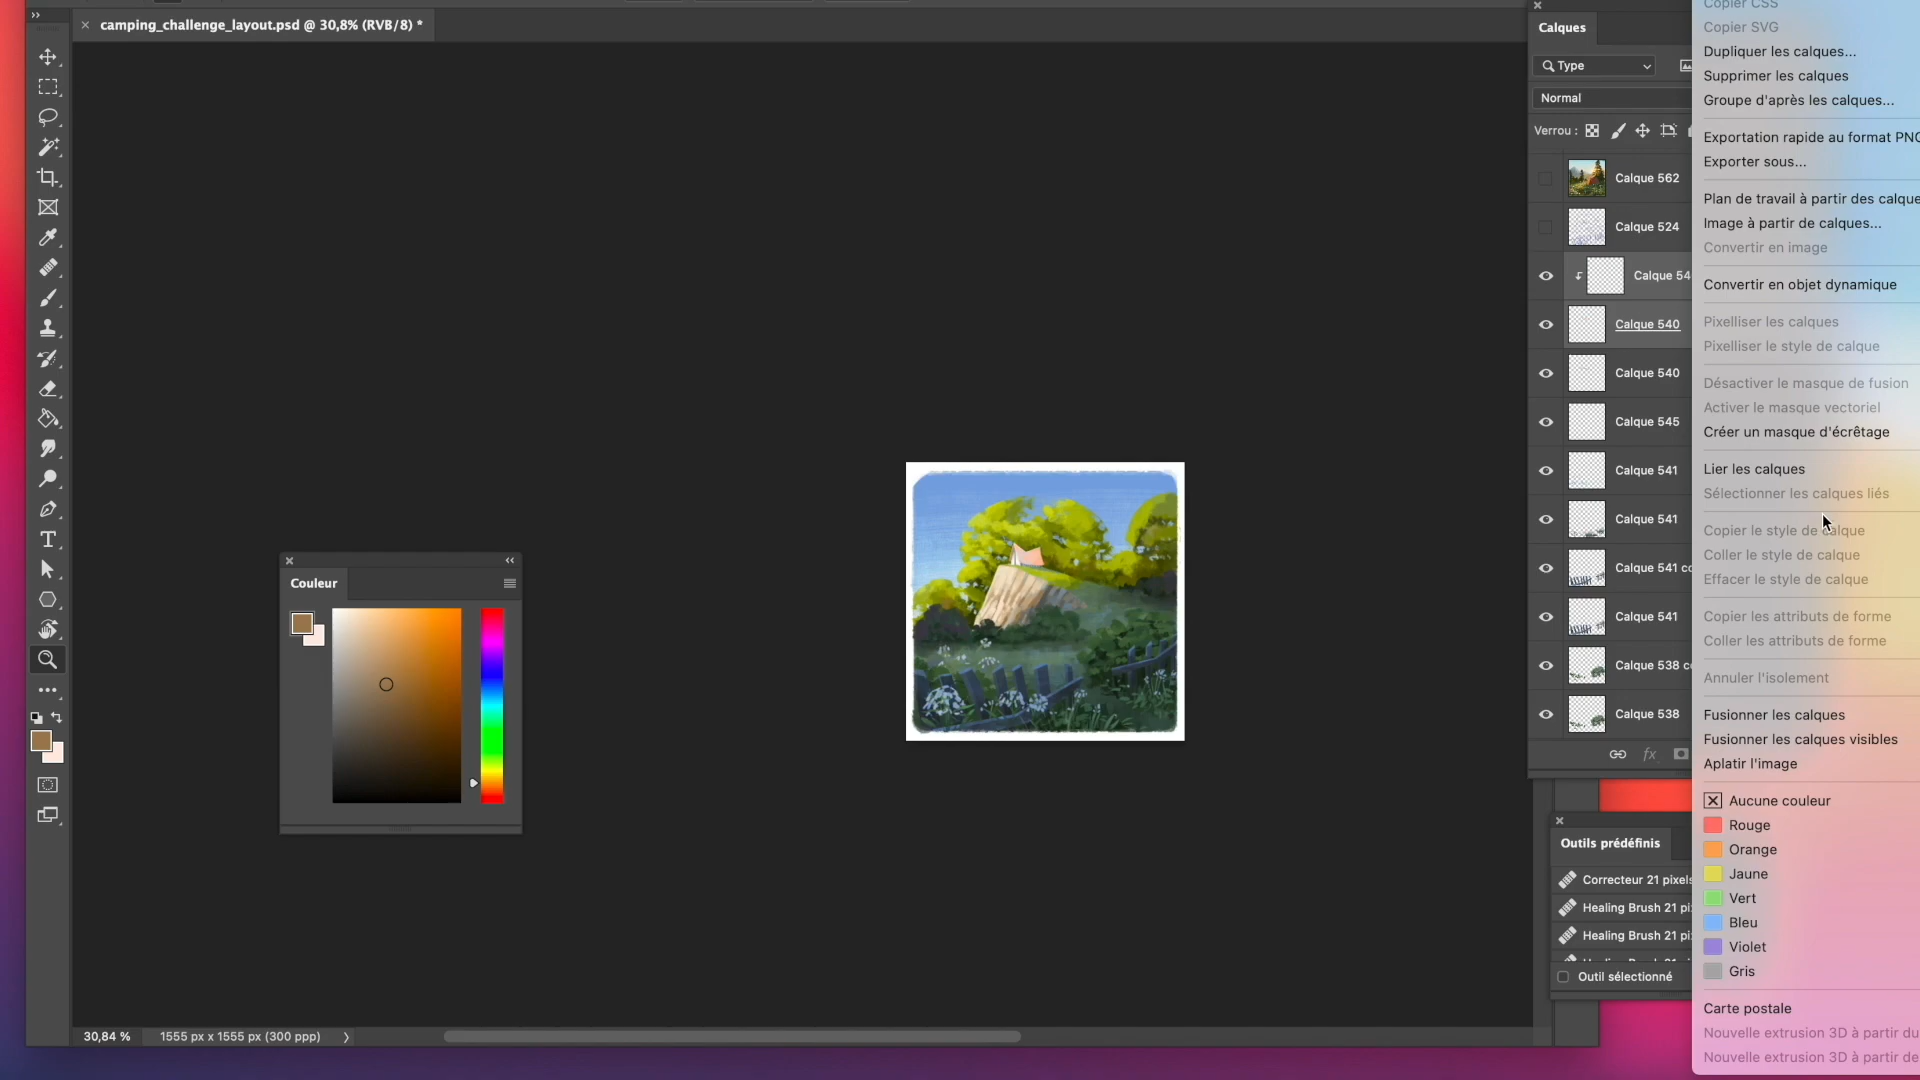 camping_challenge_layout.psd @ 30,8% (RVB/8) *
Calques
Type
Normal
Verrou :
Calque 562
Calque 524
Calque 54
Calque 540
Calque 540
Calque 545
Calque 541
Calque 541
Calque 541 co
Calque 541
Calque 538 co
Calque 538
fx
Copier CSS
Copier SVG
Dupliquer les calques...
Supprimer les calques
Groupe d'après les calques...
Exportation rapide au format PNG
Exporter sous...
Plan de travail à partir des calque
Image à partir de calques...
Convertir en image
Convertir en objet dynamique
Pixelliser les calques
Pixelliser le style de calque
Désactiver le masque de fusion
Activer le masque vectoriel
Créer un masque d'écrêtage
Lier les calques
Sélectionner les calques liés
Copier le style de calque
Coller le style de calque
Effacer le style de calque
Copier les attributs de forme
Coller les attributs de forme
Annuler l'isolement
Fusionner les calques
Fusionner les calques visibles
Aplatir l'image
Aucune couleur
Rouge
Orange
Jaune
Vert
Bleu
Violet
Gris
Carte postale
Nouvelle extrusion 3D à partir du
Nouvelle extrusion 3D à partir de
Couleur
Outils prédéfinis
Correcteur 21 pixels
Healing Brush 21 pi
Healing Brush 21 pi
Outil sélectionné
30,84 %
1555 px x 1555 px (300 ppp)